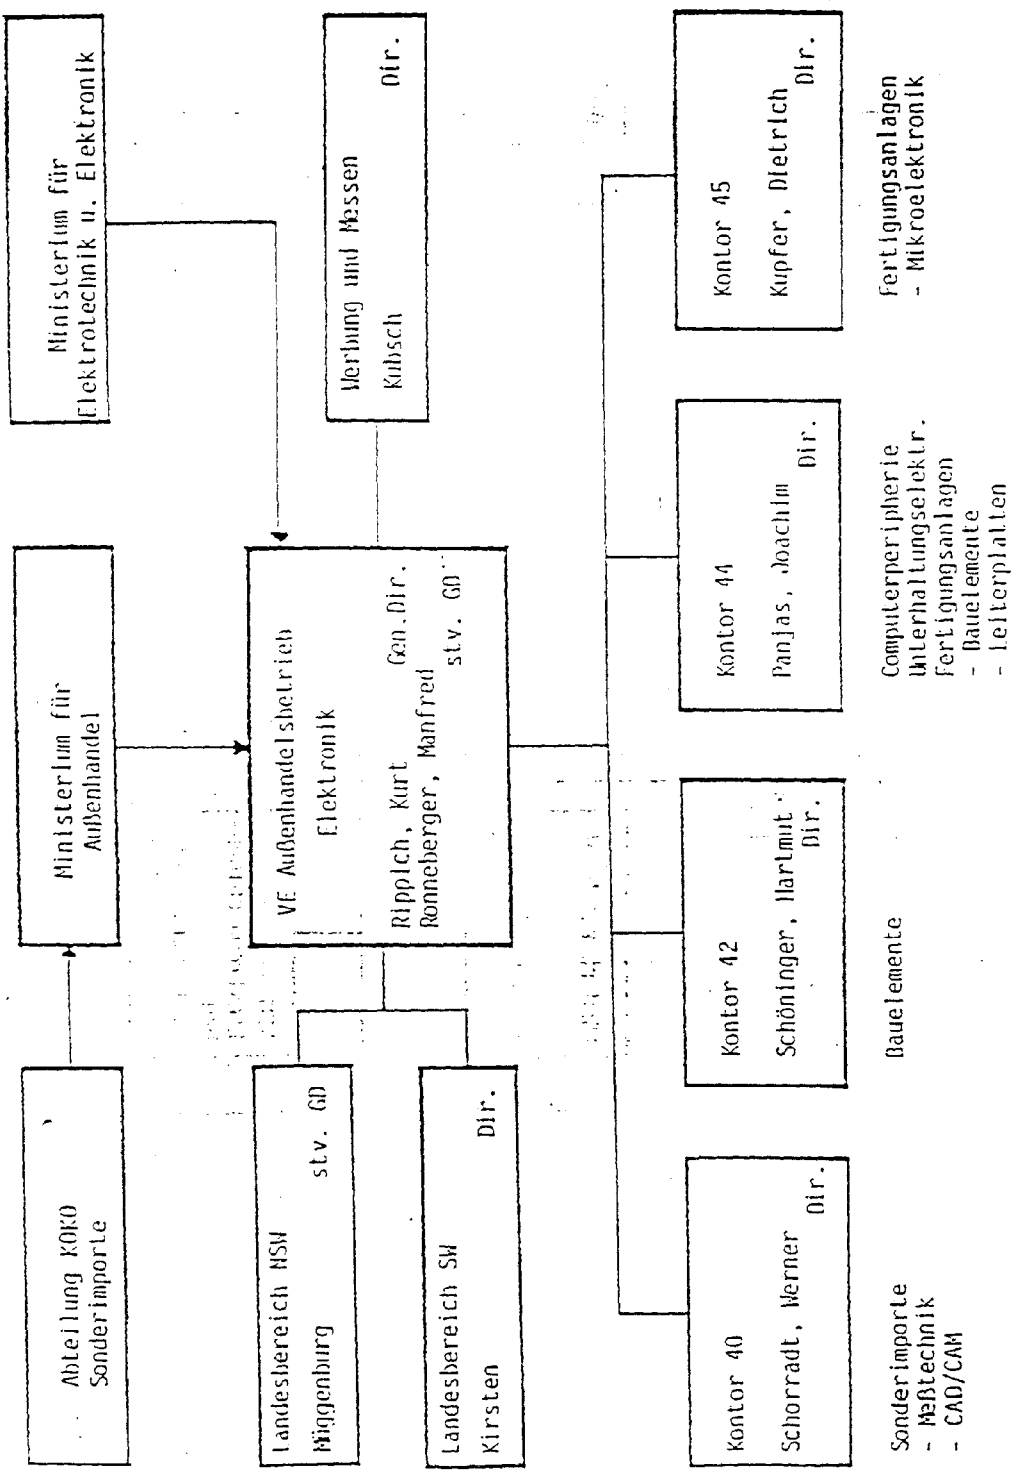 Abteilung KOKO
Sonderimporte
Ministerium für
Außenhandel
Ministerium für
Elektrotechnik u. Elektronik
Landesbereich NSW
Müggenburg stv. GD
Landesbereich SW
Kirsten Dir.
VE Außenhandelsbetrieb
Elektronik
Rippich, Kurt Gen.Dir.
Ronneberger, Manfred
stv. GD
Werbung und Messen
Kubsch Dir.
Kontor 40
Schorradt, Werner
Dir.
Sonderimporte
- Meßtechnik
- CAD/CAM
Kontor 42
Schöninger, Hartmut
Dir.
Bauelemente
Kontor 44
Panjas, Joachim
Dir.
Computerperipherie
Unterhaltungselektr.
Fertigungsanlagen
- Bauelemente
- Leiterplatten
Kontor 45
Kupfer, Dietrich
Dir.
Fertigungsanlagen
- Mikroelektronik